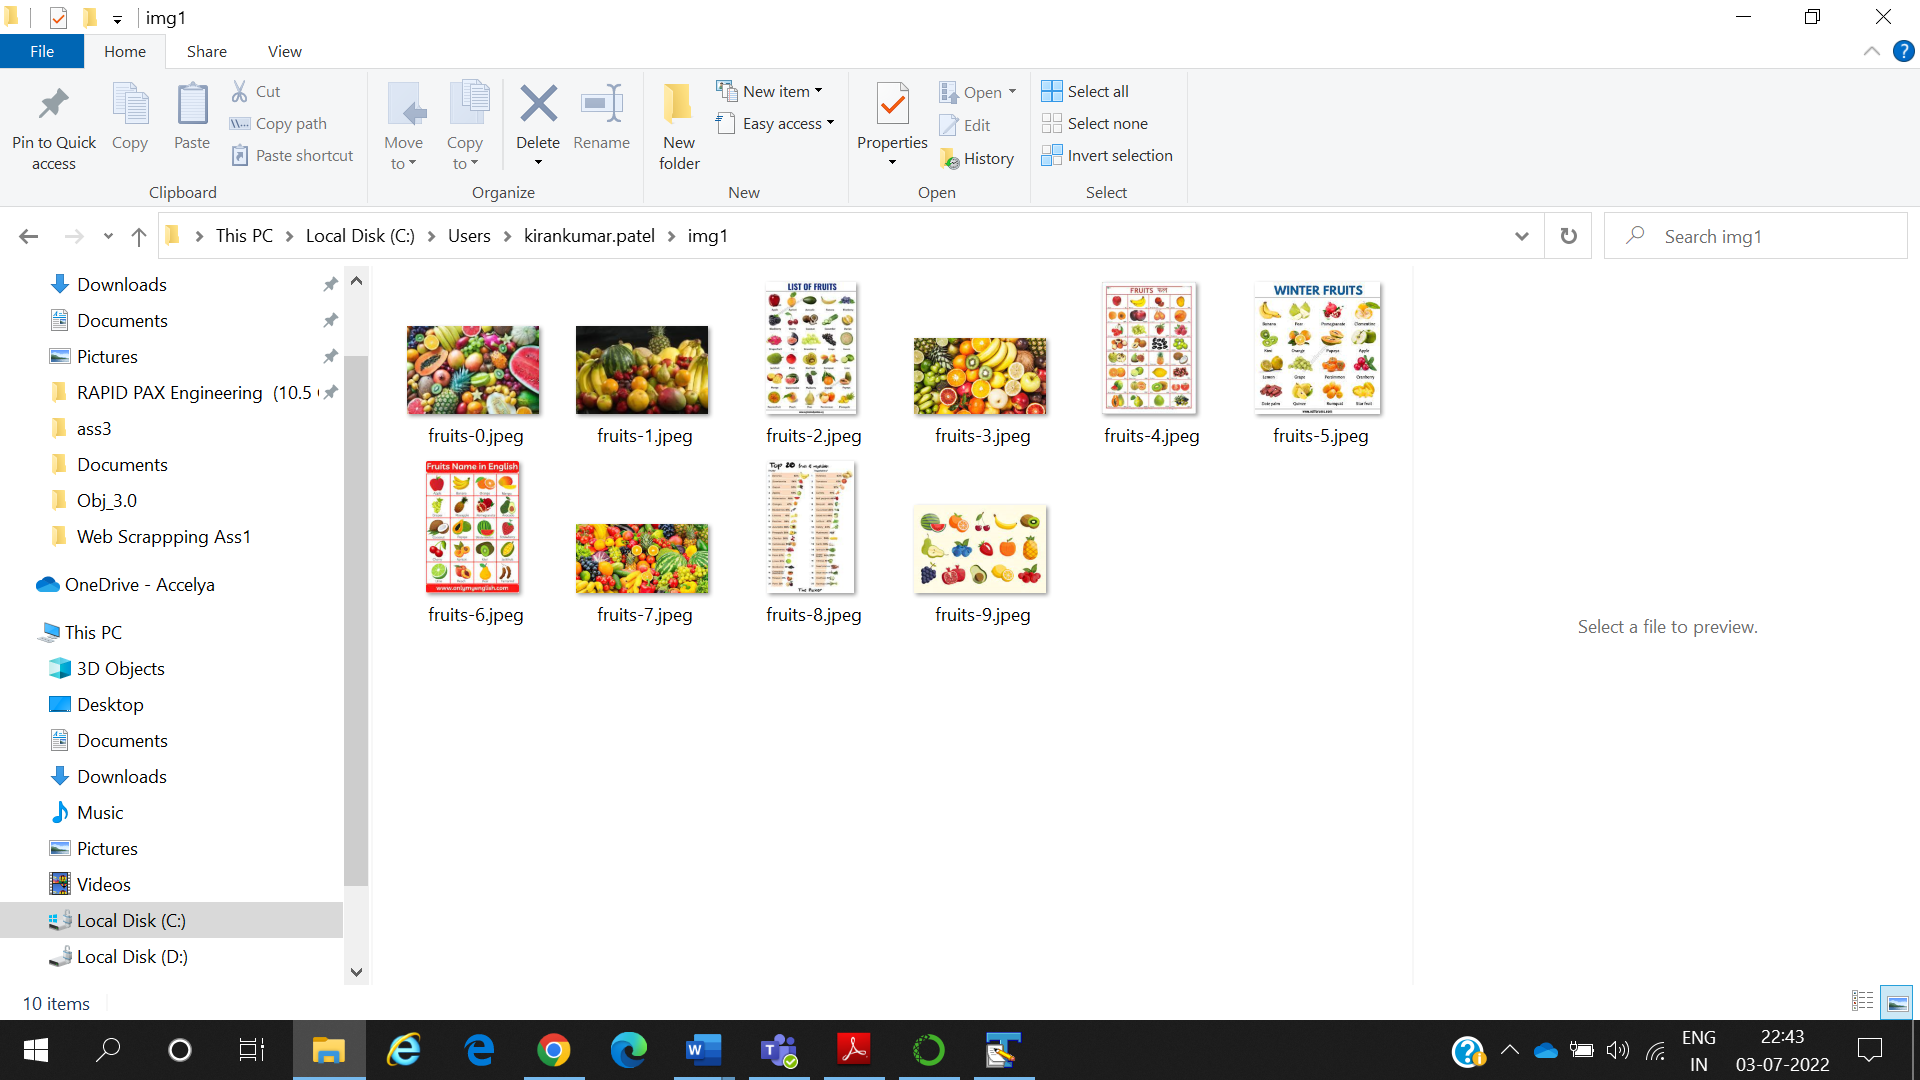 img1
File Home Share View
Pin to Quick access
Copy
Paste
Cut
Copy path
Paste shortcut
Clipboard
Move to
Copy to
Delete
Rename
Organize
New folder
New item
Easy access
New
Properties
Open
Edit
History
Open
Select all
Select none
Invert selection
Select
This PC Local Disk (C:) Users kirankumar.patel img1
Search img1
Downloads
Documents
Pictures
RAPID PAX Engineering (10.5
ass3
Documents
Obj_3.0
Web Scrappping Ass1
OneDrive - Accelya
This PC
3D Objects
Desktop
Documents
Downloads
Music
Pictures
Videos
Local Disk (C:)
Local Disk (D:)
LIST OF FRUITS
FRUITS फल
WINTER FRUITS
fruits-0.jpeg fruits-1.jpeg fruits-2.jpeg fruits-3.jpeg fruits-4.jpeg fruits-5.jpeg
Fruits Name in English
www.onlymyenglish.com
Top 20
fruits-6.jpeg fruits-7.jpeg fruits-8.jpeg fruits-9.jpeg
Select a file to preview.
10 items
ENG
IN
22:43
03-07-2022